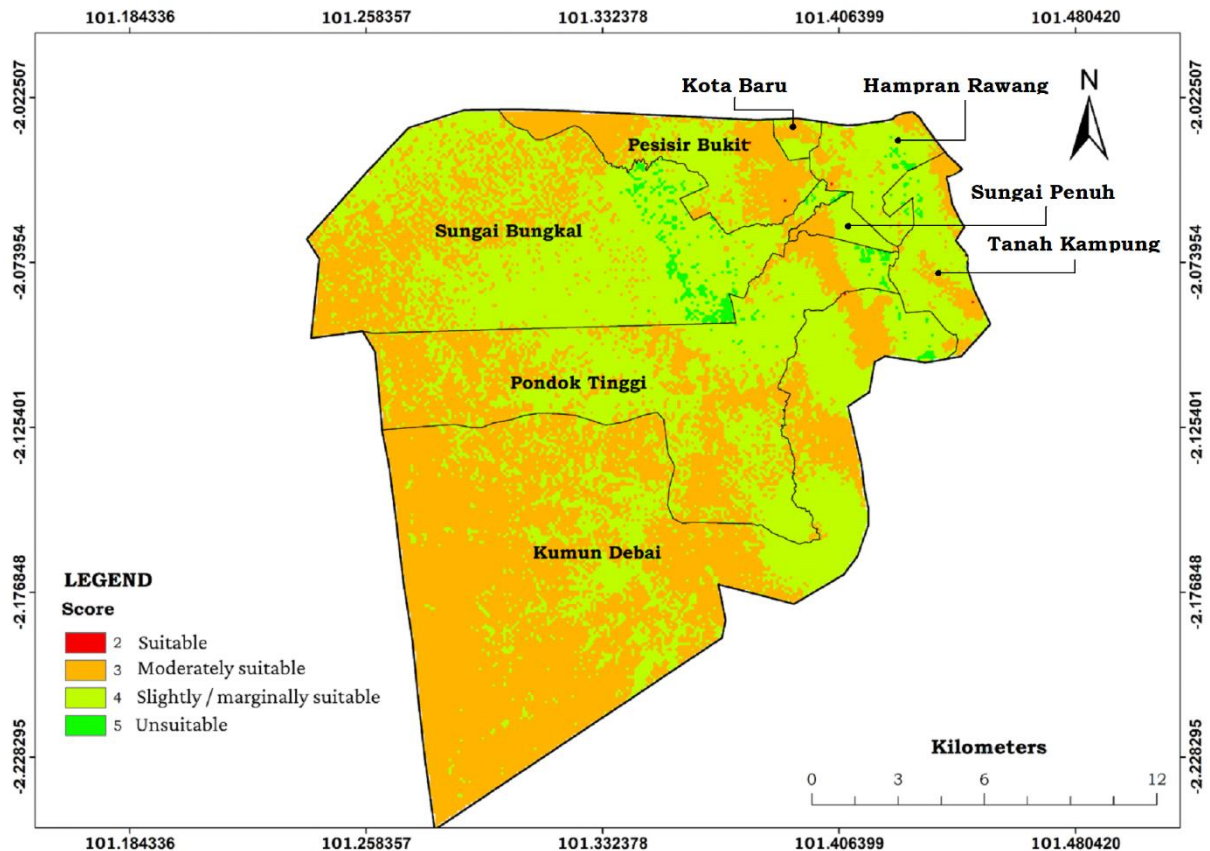 101.184336 101.258357 101.332378 101.406399 101.480420
-2.022507 -2.022507
Kota Baru Hampran Rawang N
Pesisir Bukit
Sungai Penuh
Sungai Bungkal Tanah Kampung
-2.073954 -2.073954
Pondok Tinggi
-2.125401 -2.125401
Kumun Debai
LEGEND
-2.176848 -2.176848
Score
2 Suitable
3 Moderately suitable
4 Slightly / marginally suitable
5 Unsuitable
Kilometers
-2.228295 -2.228295
0 3 6 12
101.184336 101.258357 101.332378 101.406399 101.480420